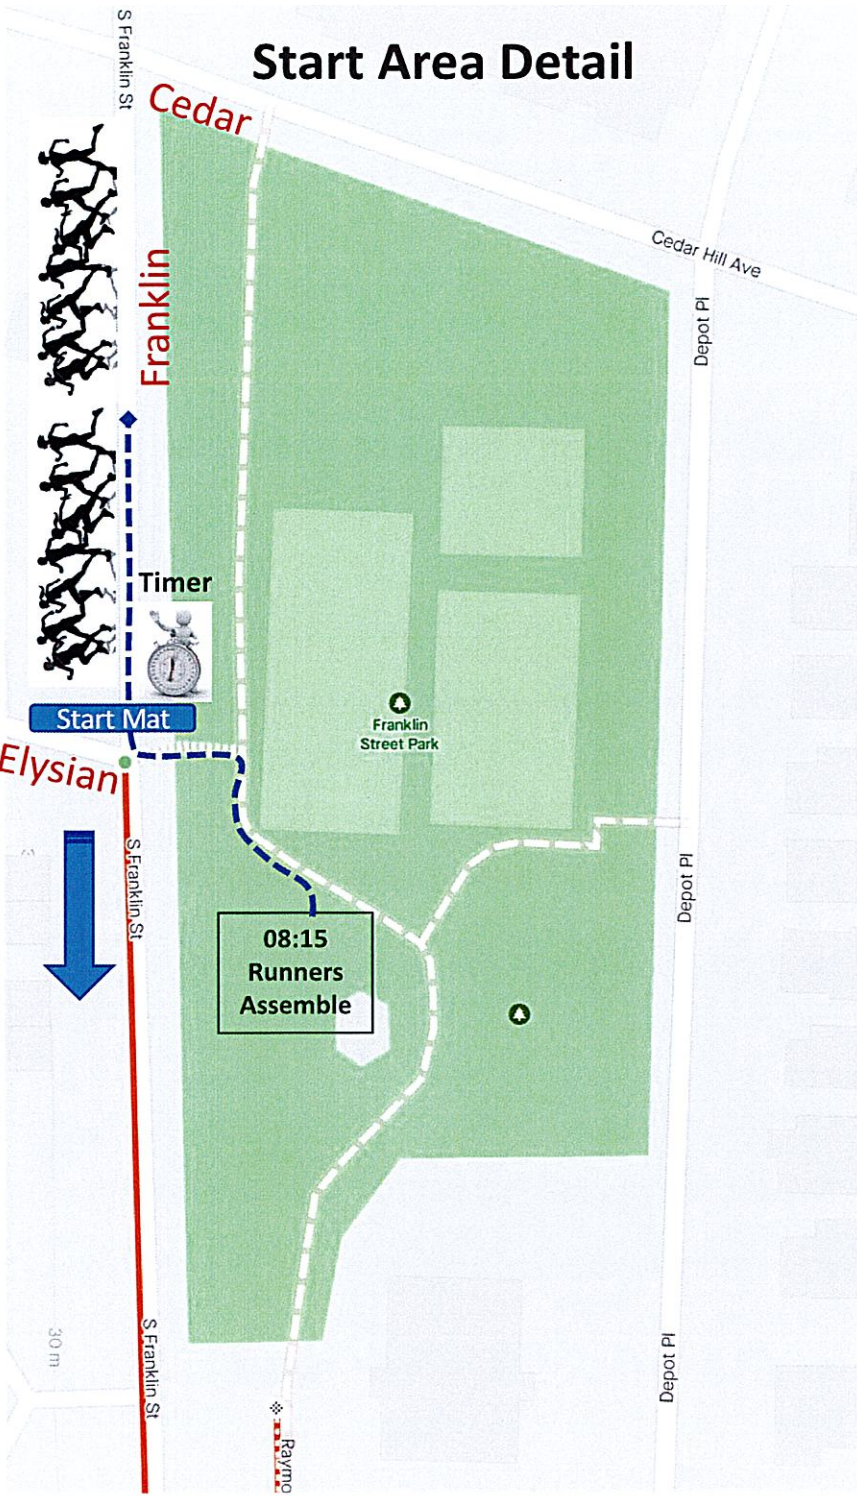 Start Area Detail
S Franklin St
Cedar
Franklin
Cedar Hill Ave
Depot Pl
Timer
Start Mat
Franklin
Street Park
Elysian
S Franklin St
Depot Pl
08:15
Runners
Assemble
S Franklin St
30 m
Depot Pl
Raymo